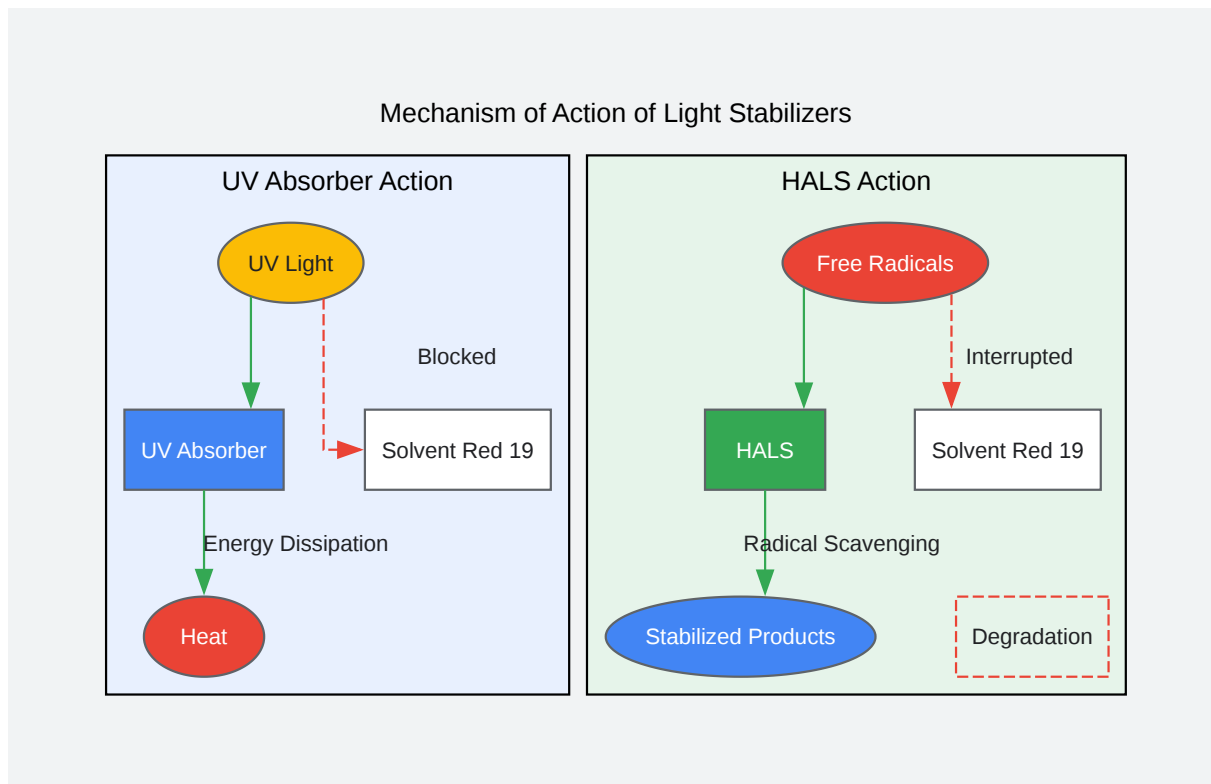 Mechanism of Action of Light Stabilizers
UV Absorber Action
UV Light
Blocked
UV Absorber
Solvent Red 19
Energy Dissipation
Heat
HALS Action
Free Radicals
Interrupted
HALS
Solvent Red 19
Radical Scavenging
Stabilized Products
Degradation